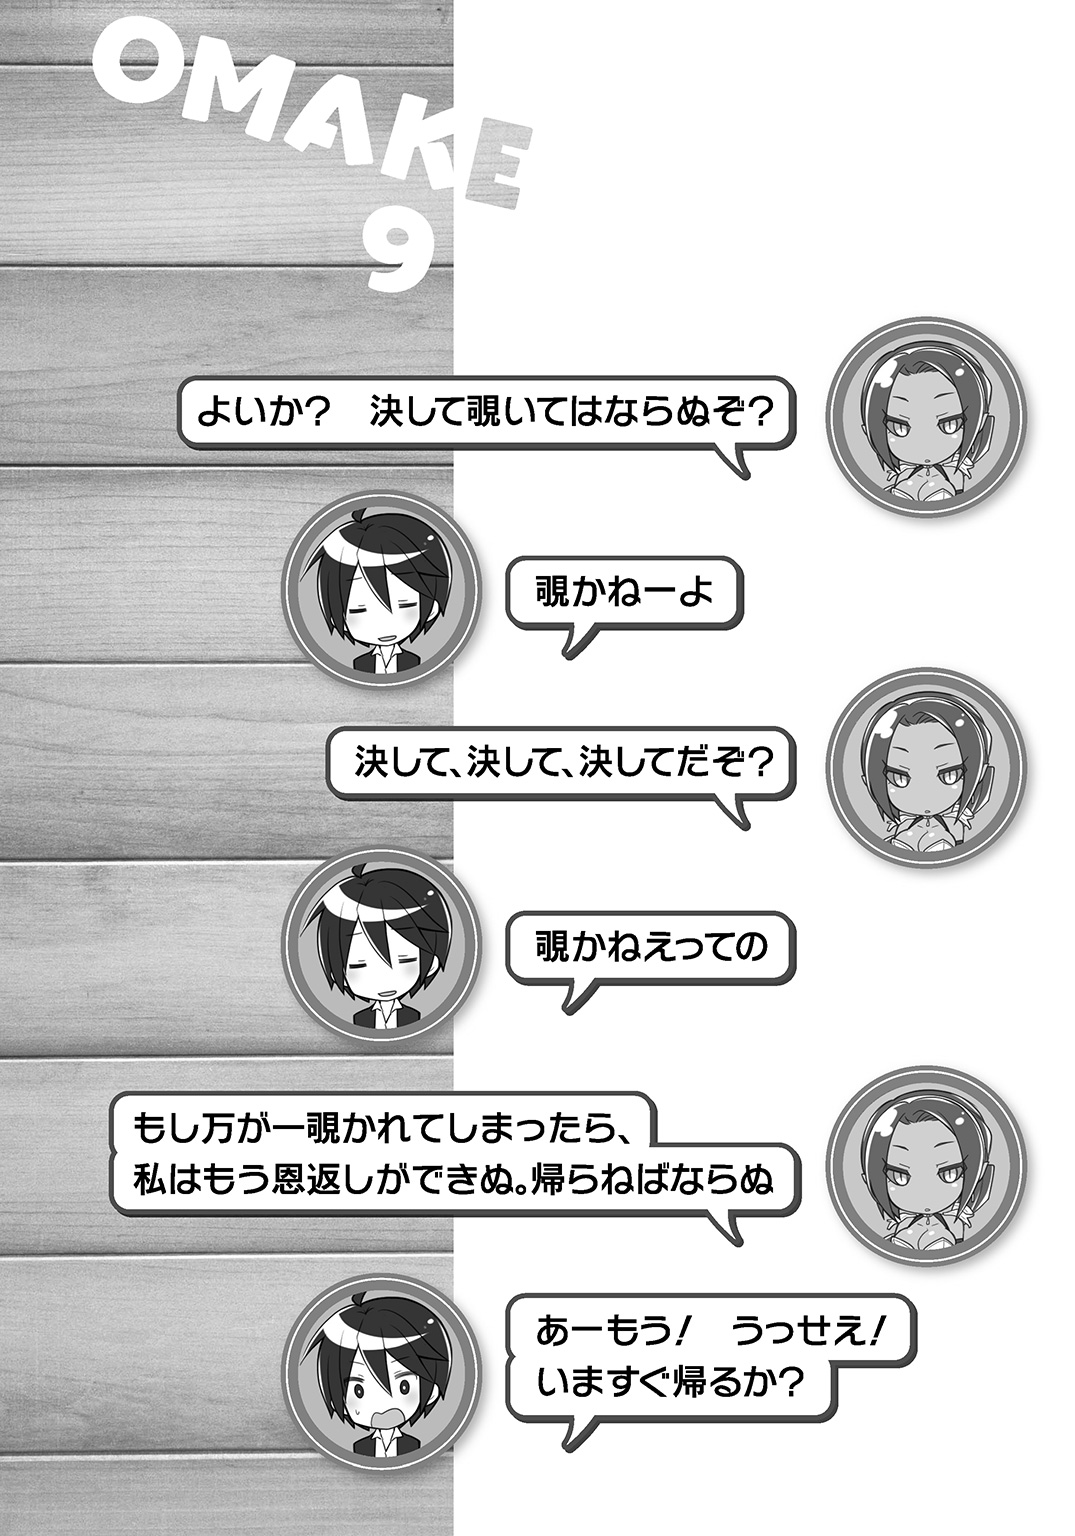 OMAKE
9
よいか？　決して覗いてはならぬぞ？
覗かねーよ
決して、決して、決してだぞ？
覗かねえっての
もし万が一覗かれてしまったら、
私はもう恩返しができぬ。帰らねばならぬ
あーもう！　うっせえ！
いますぐ帰るか？